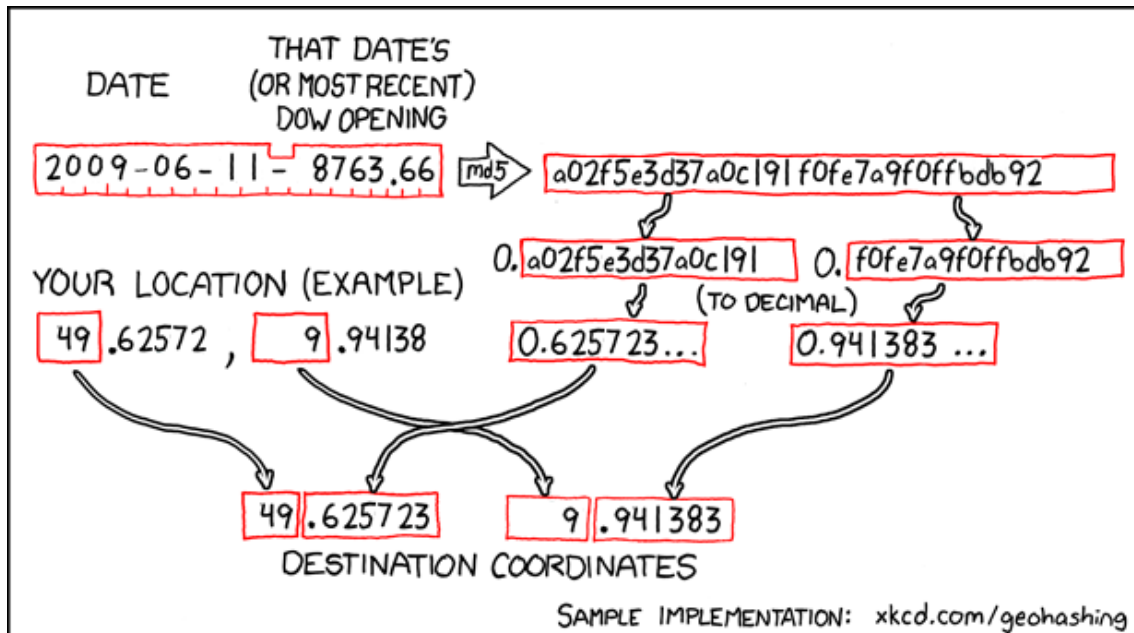 DATE
THAT DATE'S
(OR MOST RECENT)
DOW OPENING
2009-06-11-8763.66
md5
a02f5e3d37a0c191f0fe7a9f0ffbdb92
0.a02f5e3d37a0c191
0.f0fe7a9f0ffbdb92
(TO DECIMAL)
YOUR LOCATION (EXAMPLE)
49.62572, 9.94138
0.625723...
0.941383...
49.625723
9.941383
DESTINATION COORDINATES
SAMPLE IMPLEMENTATION: xkcd.com/geohashing